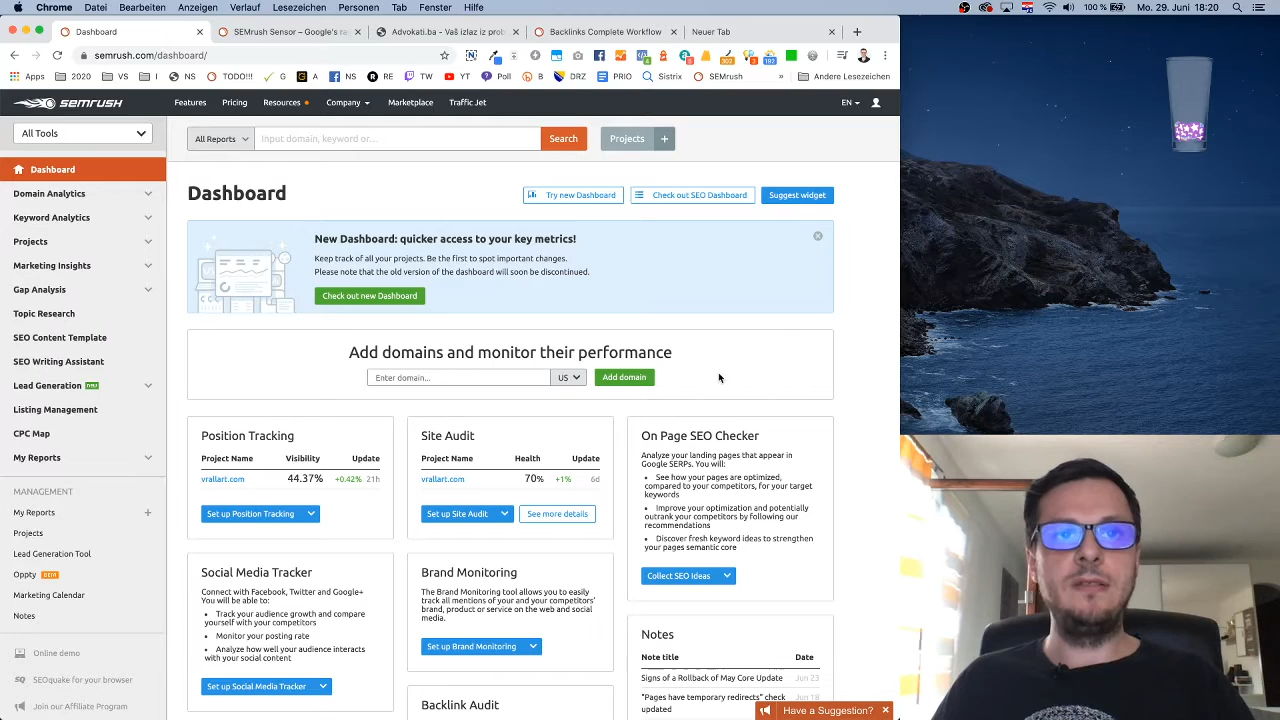 Chrome Datei Bearbeiten Anzeigen Verlauf Lesezeichen Personen Tab Fenster Hilfe
100 % Mo. 29. Juni 18:20
Dashboard
SEMrush Sensor – Google's ra
Advokati.ba - Vaš izlaz iz proble
Backlinks Complete Workflow
Neuer Tab
semrush.com/dashboard/
Apps 2020 VS I NS TODO!!! G A NS RE TW YT Poll B DRZ PRIO Sistrix SEmrush » Andere Lesezeichen
SEMRUSH
Features Pricing Resources Company Marketplace Traffic Jet EN
All Tools
All Reports Input domain, keyword or... Search Projects +
Dashboard
Domain Analytics
Keyword Analytics
Projects
Marketing Insights
Gap Analysis
Topic Research
SEO Content Template
SEO Writing Assistant
Lead Generation
Listing Management
CPC Map
My Reports
MANAGEMENT
My Reports +
Projects
Lead Generation Tool
Oppty BETA
Marketing Calendar
Notes
Online demo
SEOquake for your browser
Join our Affiliate Program
Dashboard
Try new Dashboard Check out SEO Dashboard Suggest widget
New Dashboard: quicker access to your key metrics!
Keep track of all your projects. Be the first to spot important changes.
Please note that the old version of the dashboard will soon be discontinued.
Check out new Dashboard
Add domains and monitor their performance
Enter domain... US Add domain
Position Tracking
Project Name Visibility Update
vrallart.com 44.37% +0.42% 21h
Set up Position Tracking
Site Audit
Project Name Health Update
vrallart.com 70% +1% 6d
Set up Site Audit See more details
On Page SEO Checker
Analyze your landing pages that appear in
Google SERPs. You will:
• See how your pages are optimized,
compared to your competitors, for your target
keywords
• Improve your optimization and potentially
outrank your competitors by following our
recommendations
• Discover fresh keyword ideas to strengthen
your pages semantic core
Collect SEO Ideas
Social Media Tracker
Connect with Facebook, Twitter and Google+
You will be able to:
• Track your audience growth and compare
yourself with your competitors
• Monitor your posting rate
• Analyze how well your audience interacts
with your social content
Set up Social Media Tracker
Brand Monitoring
The Brand Monitoring tool allows you to easily
track all mentions of your and your competitors'
brand, product or service on the web and social
media.
Set up Brand Monitoring
Backlink Audit
Notes
Note title Date
Signs of a Rollback of May Core Update Jun 23
"Pages have temporary redirects" check Jun 18
updated
Have a Suggestion?